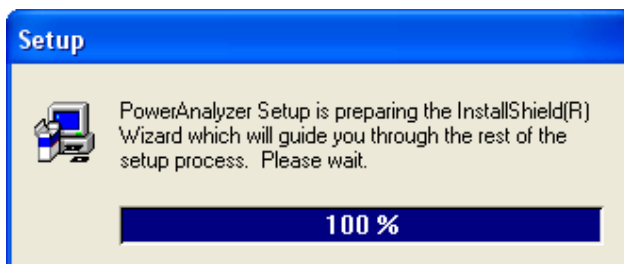 Setup
PowerAnalyzer Setup is preparing the InstallShield(R)
Wizard which will guide you through the rest of the
setup process.  Please wait.
100 %